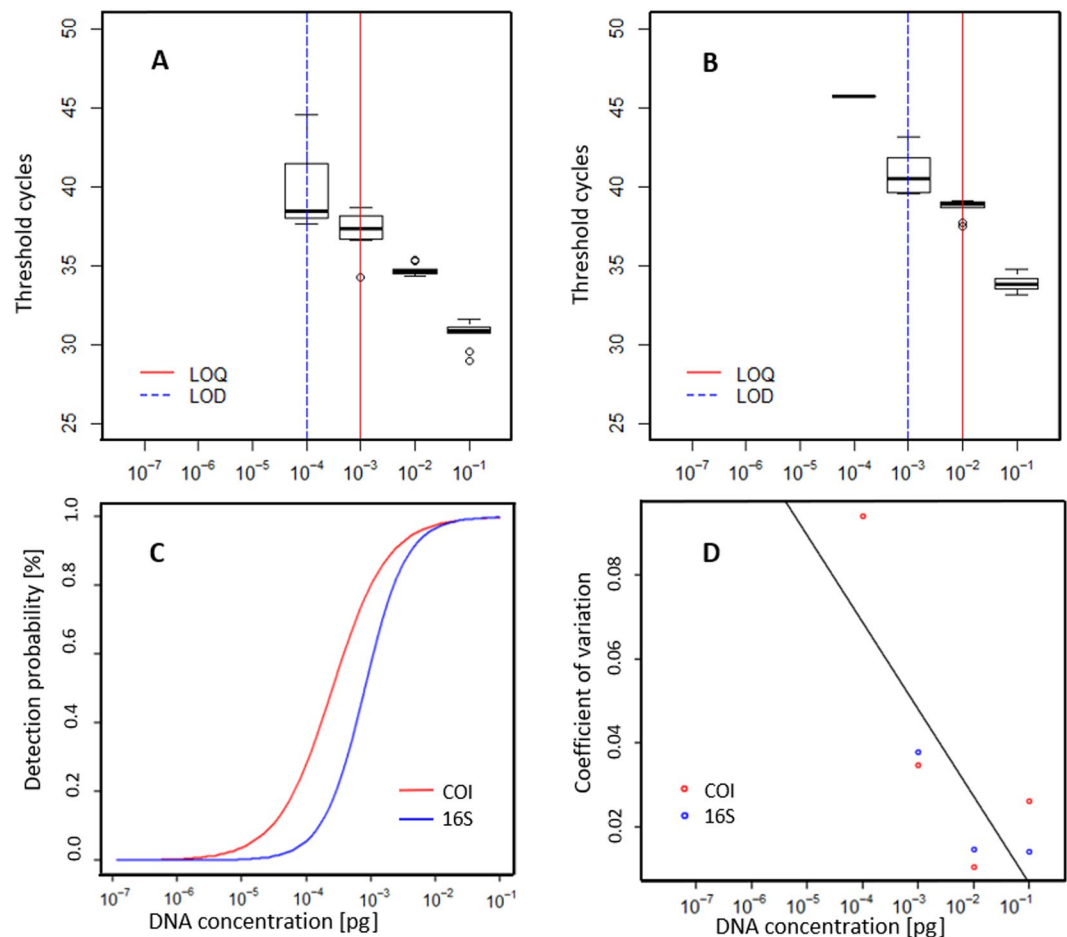 A
Threshold cycles
50
45
40
35
30
25
LOQ
LOD
10⁻⁷ 10⁻⁶ 10⁻⁵ 10⁻⁴ 10⁻³ 10⁻² 10⁻¹
B
Threshold cycles
50
45
40
35
30
25
LOQ
LOD
10⁻⁷ 10⁻⁶ 10⁻⁵ 10⁻⁴ 10⁻³ 10⁻² 10⁻¹
C
Detection probability [%]
1.0
0.8
0.6
0.4
0.2
0.0
COI
16S
10⁻⁷ 10⁻⁶ 10⁻⁵ 10⁻⁴ 10⁻³ 10⁻² 10⁻¹
DNA concentration [pg]
D
Coefficient of variation
0.08
0.06
0.04
0.02
COI
16S
10⁻⁷ 10⁻⁶ 10⁻⁵ 10⁻⁴ 10⁻³ 10⁻² 10⁻¹
DNA concentration [pg]